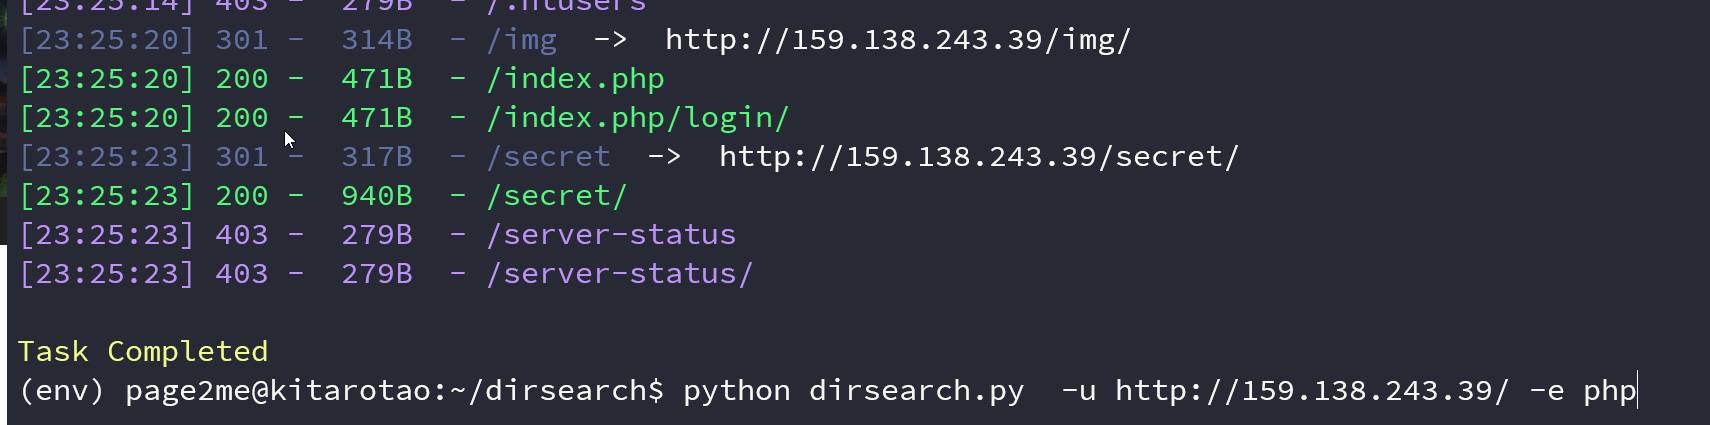 [23:25:14] 403 -  279B  - /.htusers
[23:25:20] 301 -  314B  - /img  ->  http://159.138.243.39/img/
[23:25:20] 200 -  471B  - /index.php
[23:25:20] 200 -  471B  - /index.php/login/
[23:25:23] 301 -  317B  - /secret  ->  http://159.138.243.39/secret/
[23:25:23] 200 -  940B  - /secret/
[23:25:23] 403 -  279B  - /server-status
[23:25:23] 403 -  279B  - /server-status/
Task Completed
(env) page2me@kitarotao:~/dirsearch$ python dirsearch.py  -u http://159.138.243.39/ -e php